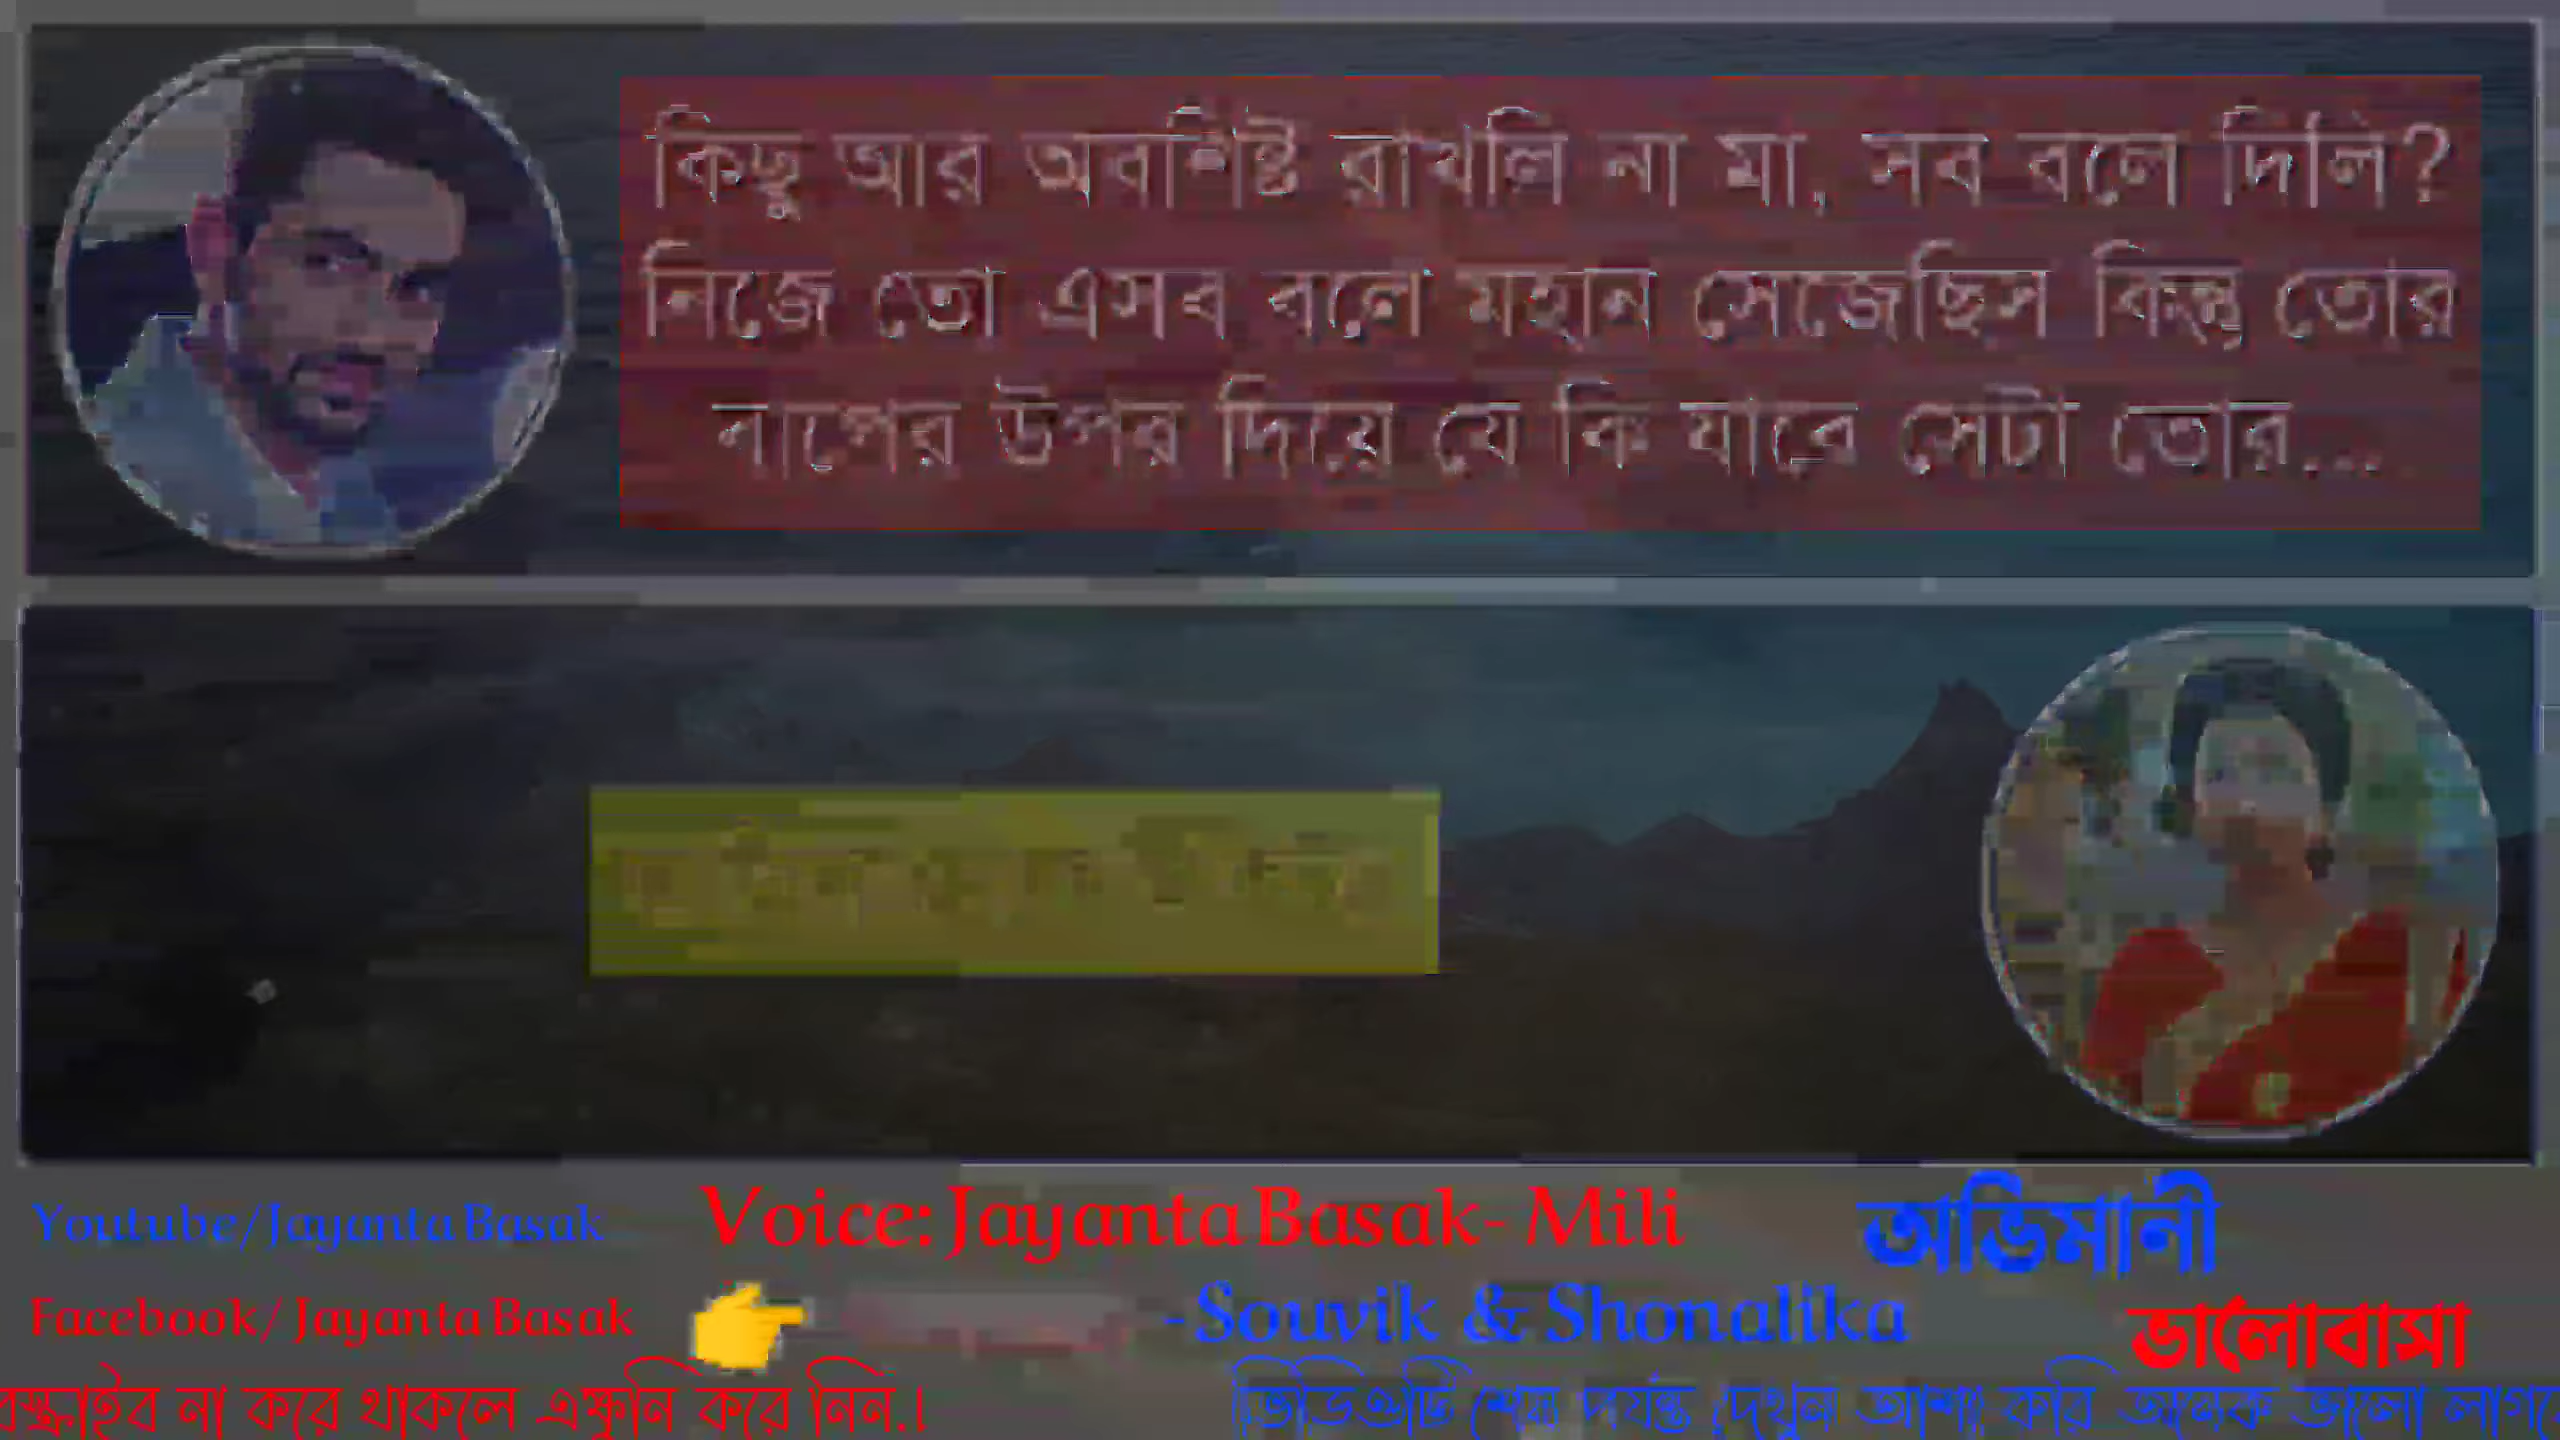 কিছু আর অবশিষ্ট রাখলি না মা, সব বলে দিলি?
নিজে তো এসব বলে মহান সেজেছিস কিন্তু তোর
বাপের উপর দিয়ে যে কি যাবে সেটা তোর...
Youtube/Jayanta Basak
Voice: Jayanta Basak- Mili
অভিমানী
Facebook/ Jayanta Basak
👉
-Souvik & Shonalika
ভালোবাসা
না করে থাকলে এক্ষুনি করে নিন.।
ভিডিওটি শেষ পর্যন্ত দেখুন আশা করি অনেক ভালো